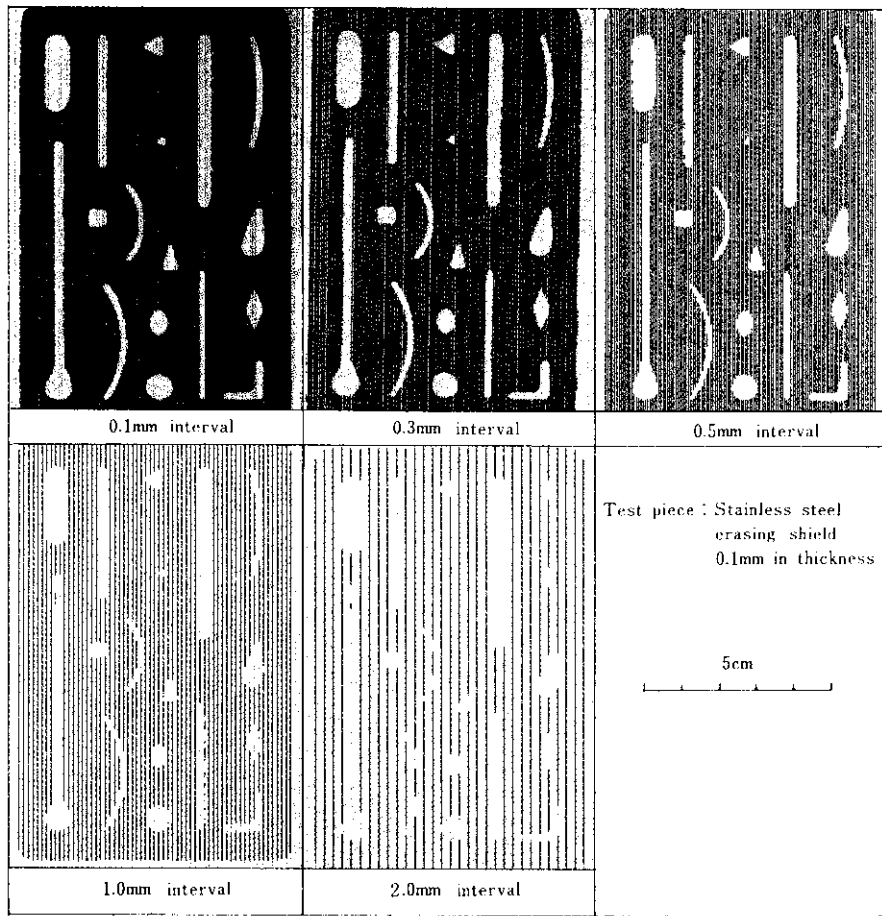 0.1mm interval
0.3mm interval
0.5mm interval
1.0mm interval
2.0mm interval
Test piece : Stainless steel
erasing shield
0.1mm in thickness
5cm